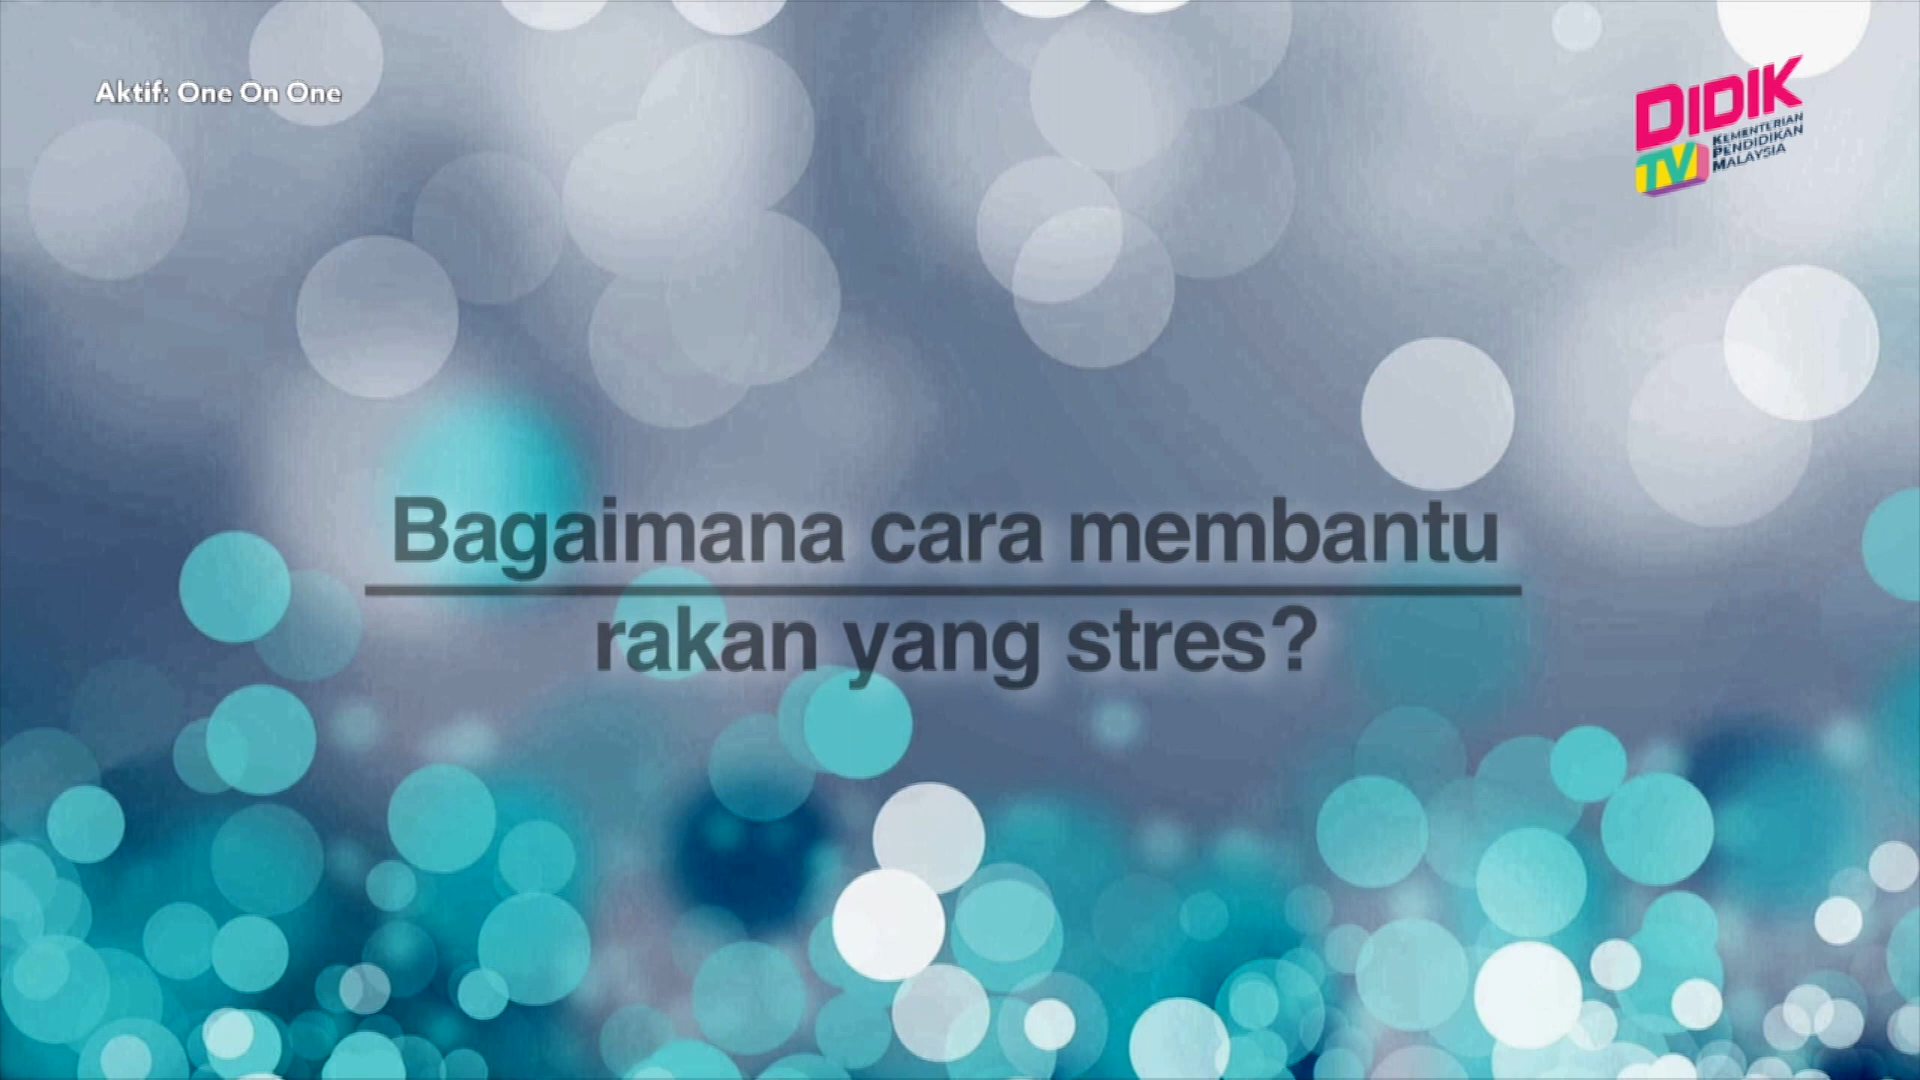 Aktif: One On One
DIDIK
TV
KEMENTERIAN
PENDIDIKAN
MALAYSIA
Bagaimana cara membantu
rakan yang stres?